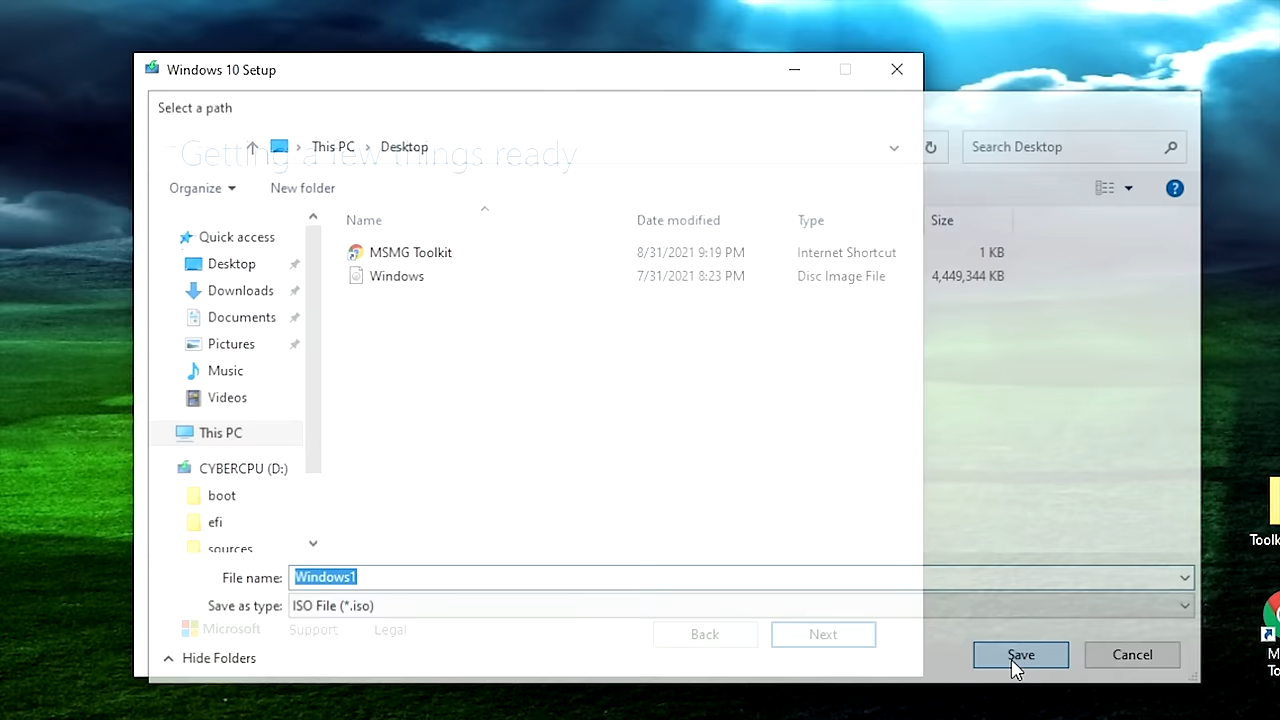 Windows 10 Setup
Select a path
Getting a few things ready
This PC > Desktop
Search Desktop
Organize
New folder
Name Date modified Type Size
Quick access
Desktop
Downloads
Documents
Pictures
Music
Videos
This PC
CYBERCPU (D:)
boot
efi
sources
MSMG Toolkit 8/31/2021 9:19 PM Internet Shortcut 1 KB
Windows 7/31/2021 8:23 PM Disc Image File 4,449,344 KB
File name: Windows1
Save as type: ISO File (*.iso)
Microsoft Support Legal Back Next
Hide Folders
Save Cancel